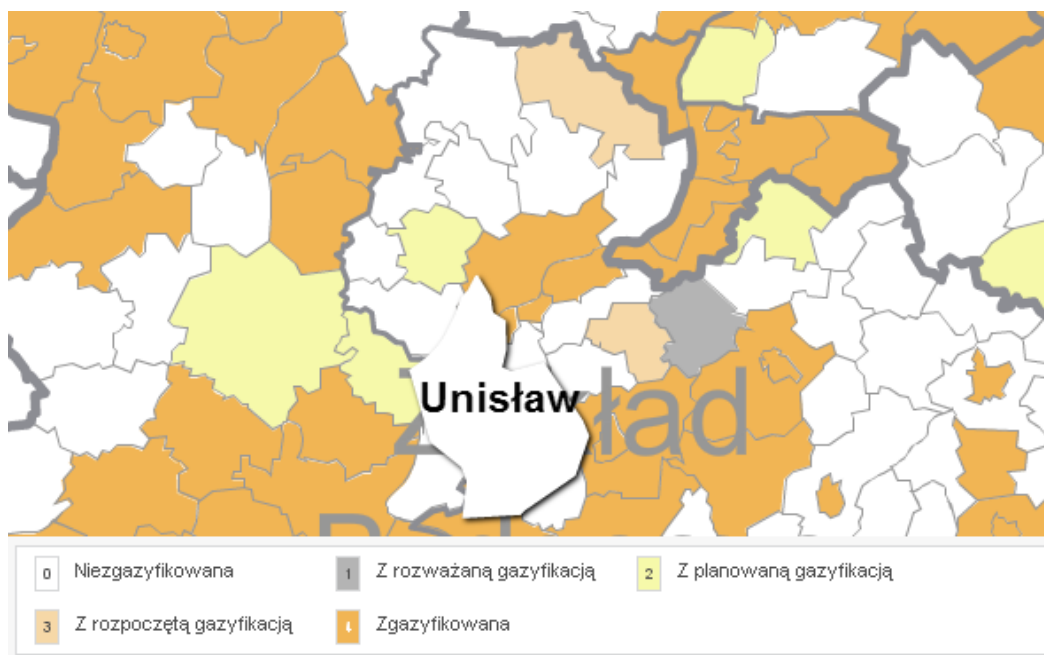 Unisław
0 Niezgazyfikowana
1 Z rozważaną gazyfikacją
2 Z planowaną gazyfikacją
3 Z rozpoczętą gazyfikacją
4 Zgazyfikowana